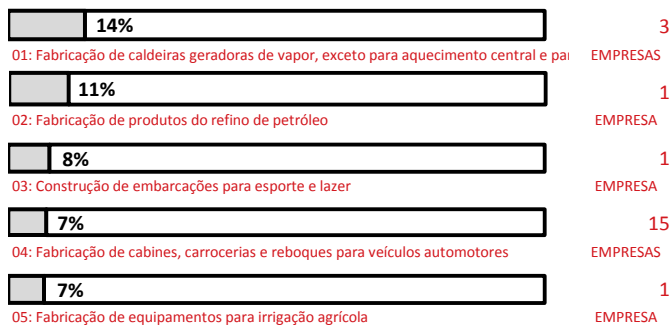 14% 3
01: Fabricação de caldeiras geradoras de vapor, exceto para aquecimento central e par EMPRESAS
11% 1
02: Fabricação de produtos do refino de petróleo EMPRESA
8% 1
03: Construção de embarcações para esporte e lazer EMPRESA
7% 15
04: Fabricação de cabines, carrocerias e reboques para veículos automotores EMPRESAS
7% 1
05: Fabricação de equipamentos para irrigação agrícola EMPRESA